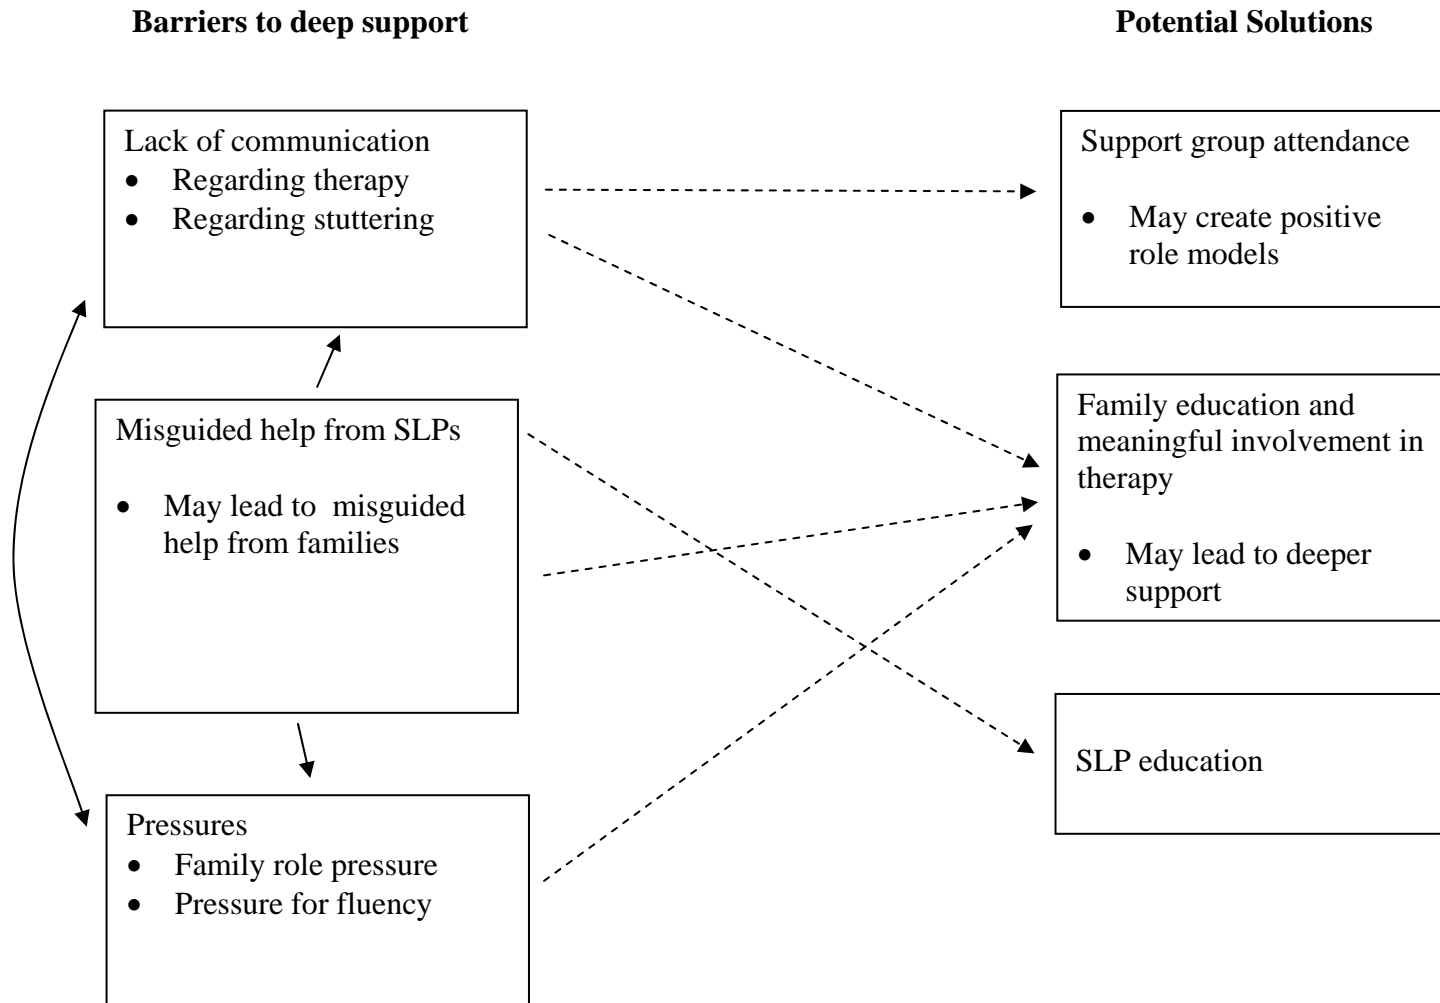 Barriers to deep support
Potential Solutions
Lack of communication
• Regarding therapy
• Regarding stuttering
Misguided help from SLPs
• May lead to  misguided
help from families
Pressures
• Family role pressure
• Pressure for fluency
Support group attendance
• May create positive
role models
Family education and
meaningful involvement in
therapy
• May lead to deeper
support
SLP education